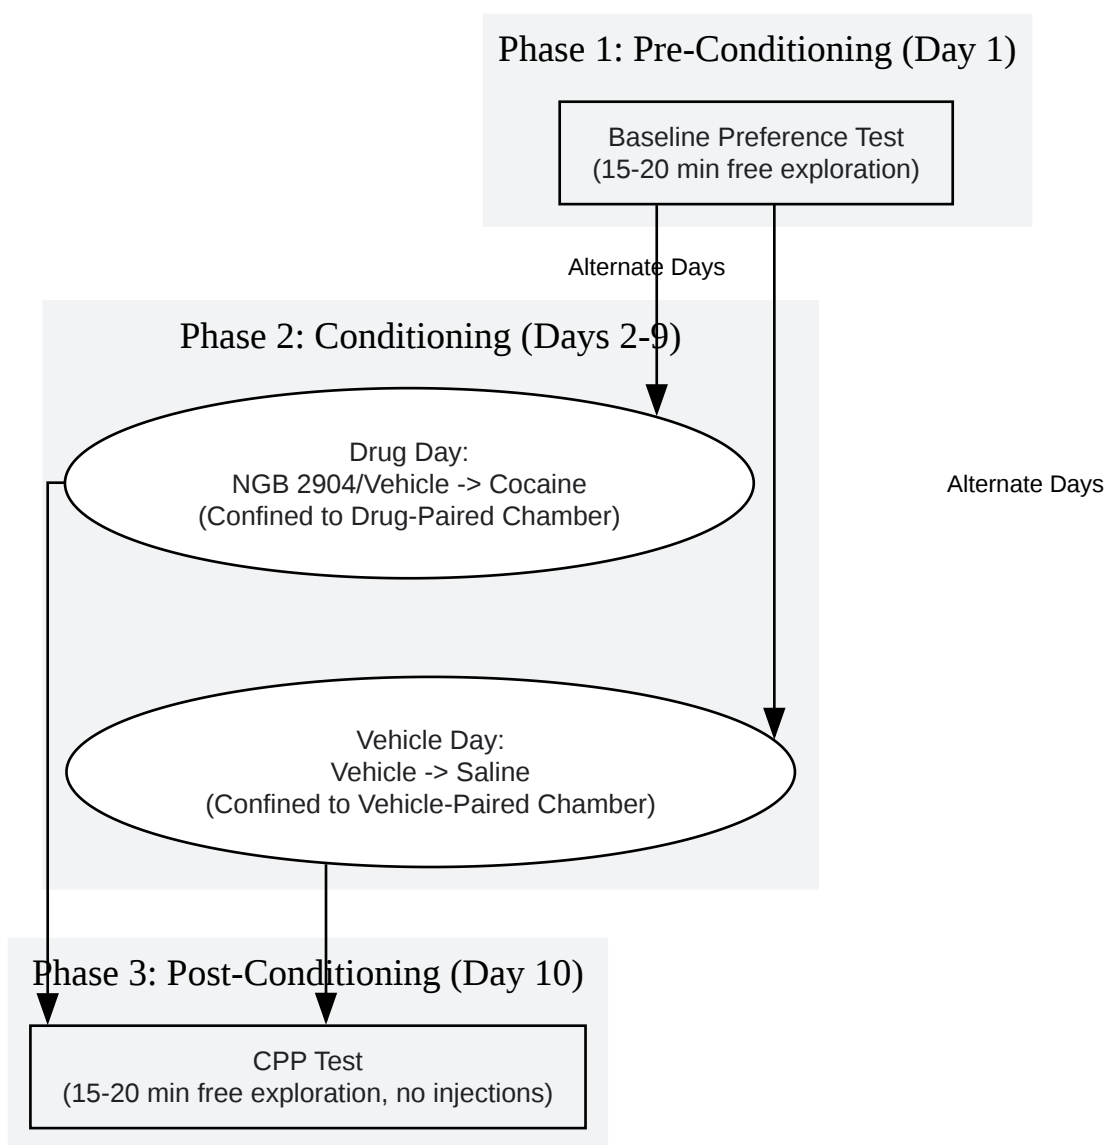 Phase 1: Pre-Conditioning (Day 1)
Baseline Preference Test
(15-20 min free exploration)
Alternate Days
Phase 2: Conditioning (Days 2-9)
Drug Day:
NGB 2904/Vehicle -> Cocaine
(Confined to Drug-Paired Chamber)
Alternate Days
Vehicle Day:
Vehicle -> Saline
(Confined to Vehicle-Paired Chamber)
Phase 3: Post-Conditioning (Day 10)
CPP Test
(15-20 min free exploration, no injections)